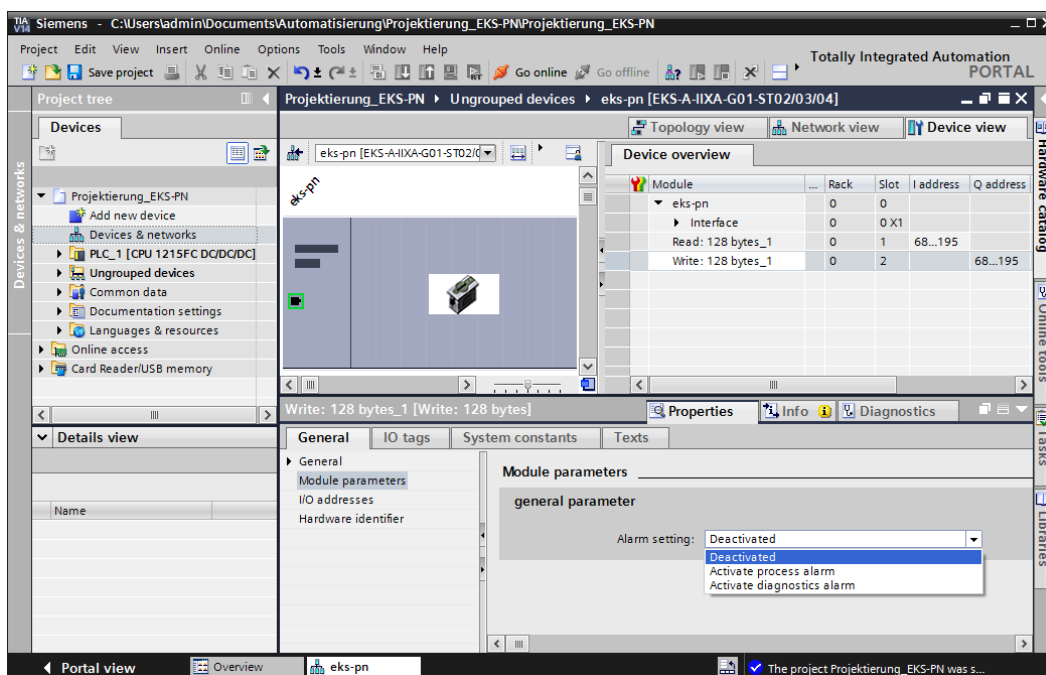 TIA V14 Siemens - C:\Users\admin\Documents\Automatisierung\Projektierung_EKS-PN\Projektierung_EKS-PN
Project Edit View Insert Online Options Tools Window Help
Totally Integrated Automation
PORTAL
Save project Go online Go offline
Project tree
Projektierung_EKS-PN Ungrouped devices eks-pn [EKS-A-IIXA-G01-ST02/03/04]
Devices
Topology view Network view Device view
eks-pn [EKS-A-IIXA-G01-ST02/0
Device overview
Devices & networks
Projektierung_EKS-PN
Add new device
Devices & networks
PLC_1 [CPU 1215FC DC/DC/DC]
Ungrouped devices
Common data
Documentation settings
Languages & resources
Online access
Card Reader/USB memory
eks-pn
Module ... Rack Slot I address Q address
eks-pn 0 0
Interface 0 0 X1
Read: 128 bytes_1 0 1 68...195
Write: 128 bytes_1 0 2 68...195
Hardware catalog
Online tools
Tasks
Libraries
Details view
Name
Write: 128 bytes_1 [Write: 128 bytes]
Properties Info Diagnostics
General IO tags System constants Texts
General
Module parameters
I/O addresses
Hardware identifier
Module parameters
general parameter
Alarm setting: Deactivated
Deactivated
Activate process alarm
Activate diagnostics alarm
Portal view Overview eks-pn
The project Projektierung_EKS-PN was s...